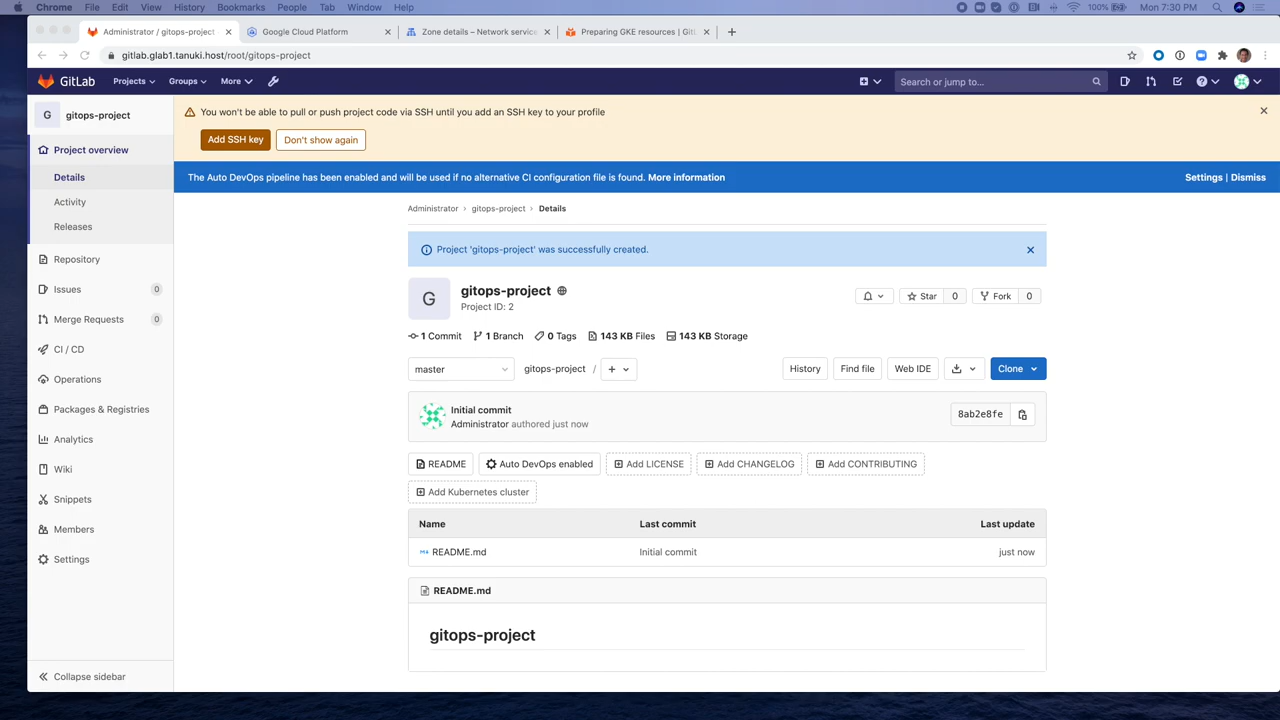 Chrome File Edit View History Bookmarks People Tab Window Help 100% Mon 7:30 PM
Administrator / gitops-project · Google Cloud Platform Zone details – Network service Preparing GKE resources | Git
gitlab.glab1.tanuki.host/root/gitops-project
GitLab Projects Groups More Search or jump to...
G gitops-project
You won't be able to pull or push project code via SSH until you add an SSH key to your profile
Add SSH key Don't show again
Project overview
Details
Activity
Releases
Repository
Issues 0
Merge Requests 0
CI / CD
Operations
Packages & Registries
Analytics
Wiki
Snippets
Members
Settings
Collapse sidebar
The Auto DevOps pipeline has been enabled and will be used if no alternative CI configuration file is found. More information Settings | Dismiss
Administrator › gitops-project › Details
Project 'gitops-project' was successfully created.
G gitops-project
Project ID: 2
Star 0 Fork 0
1 Commit 1 Branch 0 Tags 143 KB Files 143 KB Storage
master gitops-project / + History Find file Web IDE Clone
Initial commit
Administrator authored just now
8ab2e8fe
README Auto DevOps enabled Add LICENSE Add CHANGELOG Add CONTRIBUTING
Add Kubernetes cluster
Name Last commit Last update
README.md Initial commit just now
README.md
gitops-project